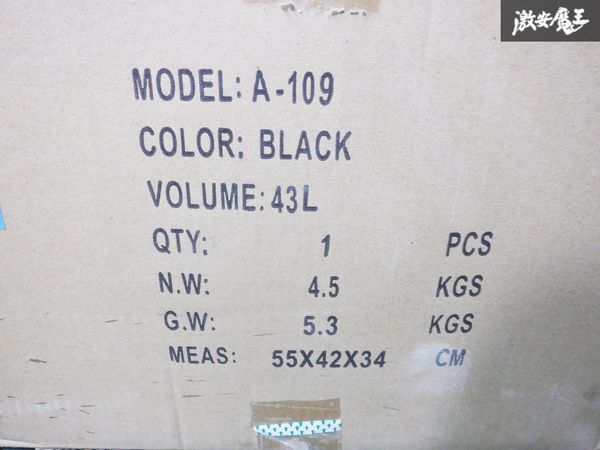 激安魔王
MODEL: A-109
COLOR: BLACK
VOLUME: 43L
QTY: 1 PCS
N.W: 4.5 KGS
G.W: 5.3 KGS
MEAS: 55X42X34 CM